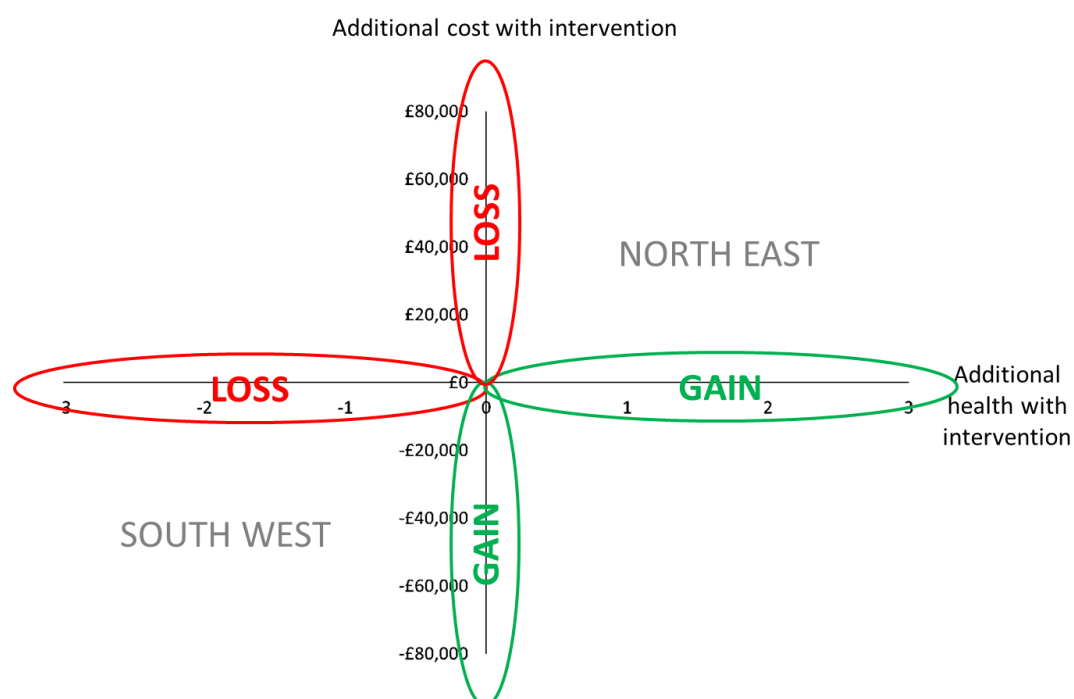 Additional cost with intervention
£80,000
£60,000
LOSS
£40,000
NORTH EAST
£20,000
£0
Additional
health with
intervention
LOSS
GAIN
-3
-2
-1
0
1
2
3
-£20,000
-£40,000
SOUTH WEST
GAIN
-£60,000
-£80,000